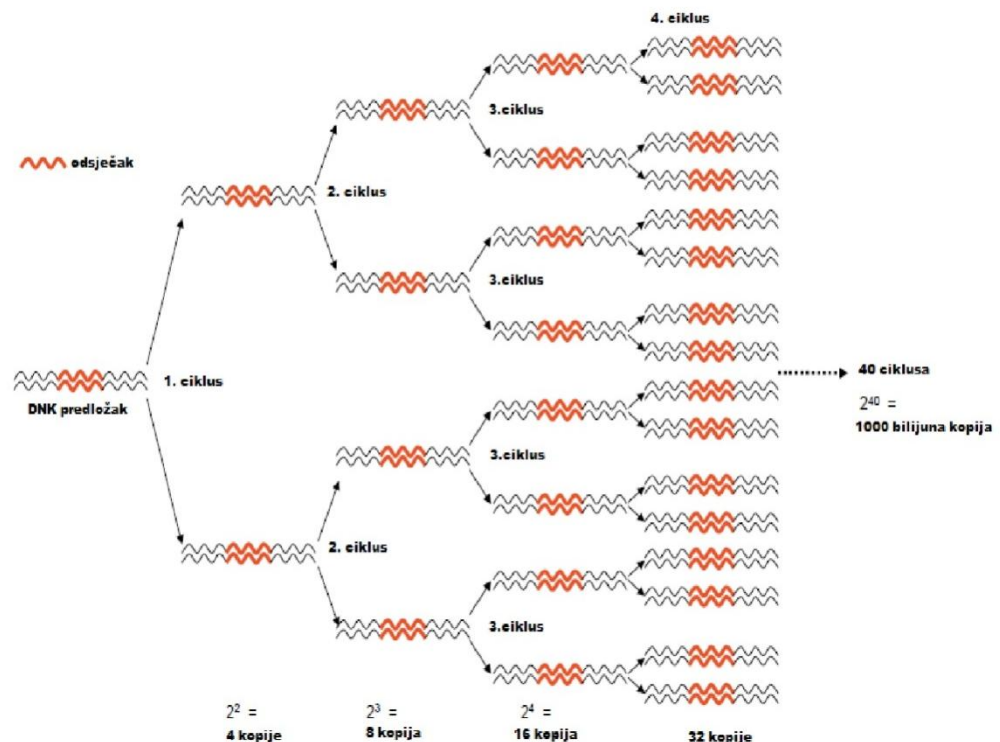 4. ciklus
3.ciklus
odsječak
2. ciklus
3.ciklus
1. ciklus
DNK predložak
40 ciklusa
2⁴⁰ =
1000 bilijuna kopija
3.ciklus
2. ciklus
3.ciklus
2² =
4 kopije
2³ =
8 kopija
2⁴ =
16 kopija
32 kopije